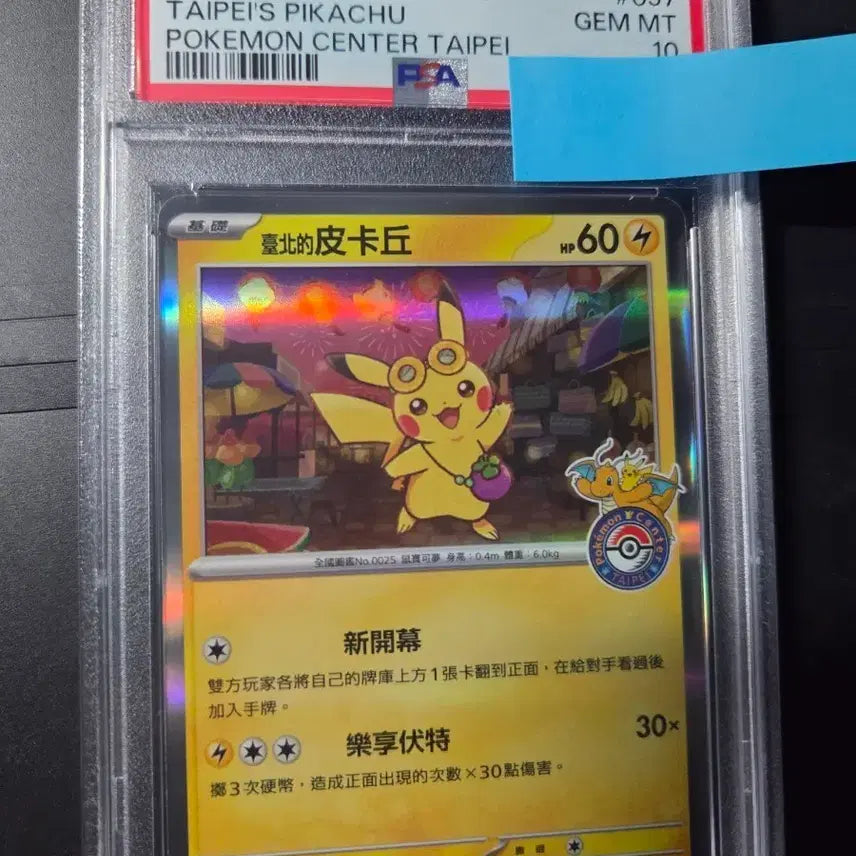 TAIPEI'S PIKACHU
GEM MT
POKEMON CENTER TAIPEI
10
PSA
基礎
臺北的皮卡丘
HP 60
Pokémon Center
TAIPEI
全國圖鑑No.0025 鼠寶可夢 身高：0.4m 體重：6.0kg
新開幕
雙方玩家各將自己的牌庫上方1張卡翻到正面，在給對手看過後
加入手牌。
樂享伏特 30×
擲3次硬幣，造成正面出現的次數×30點傷害。